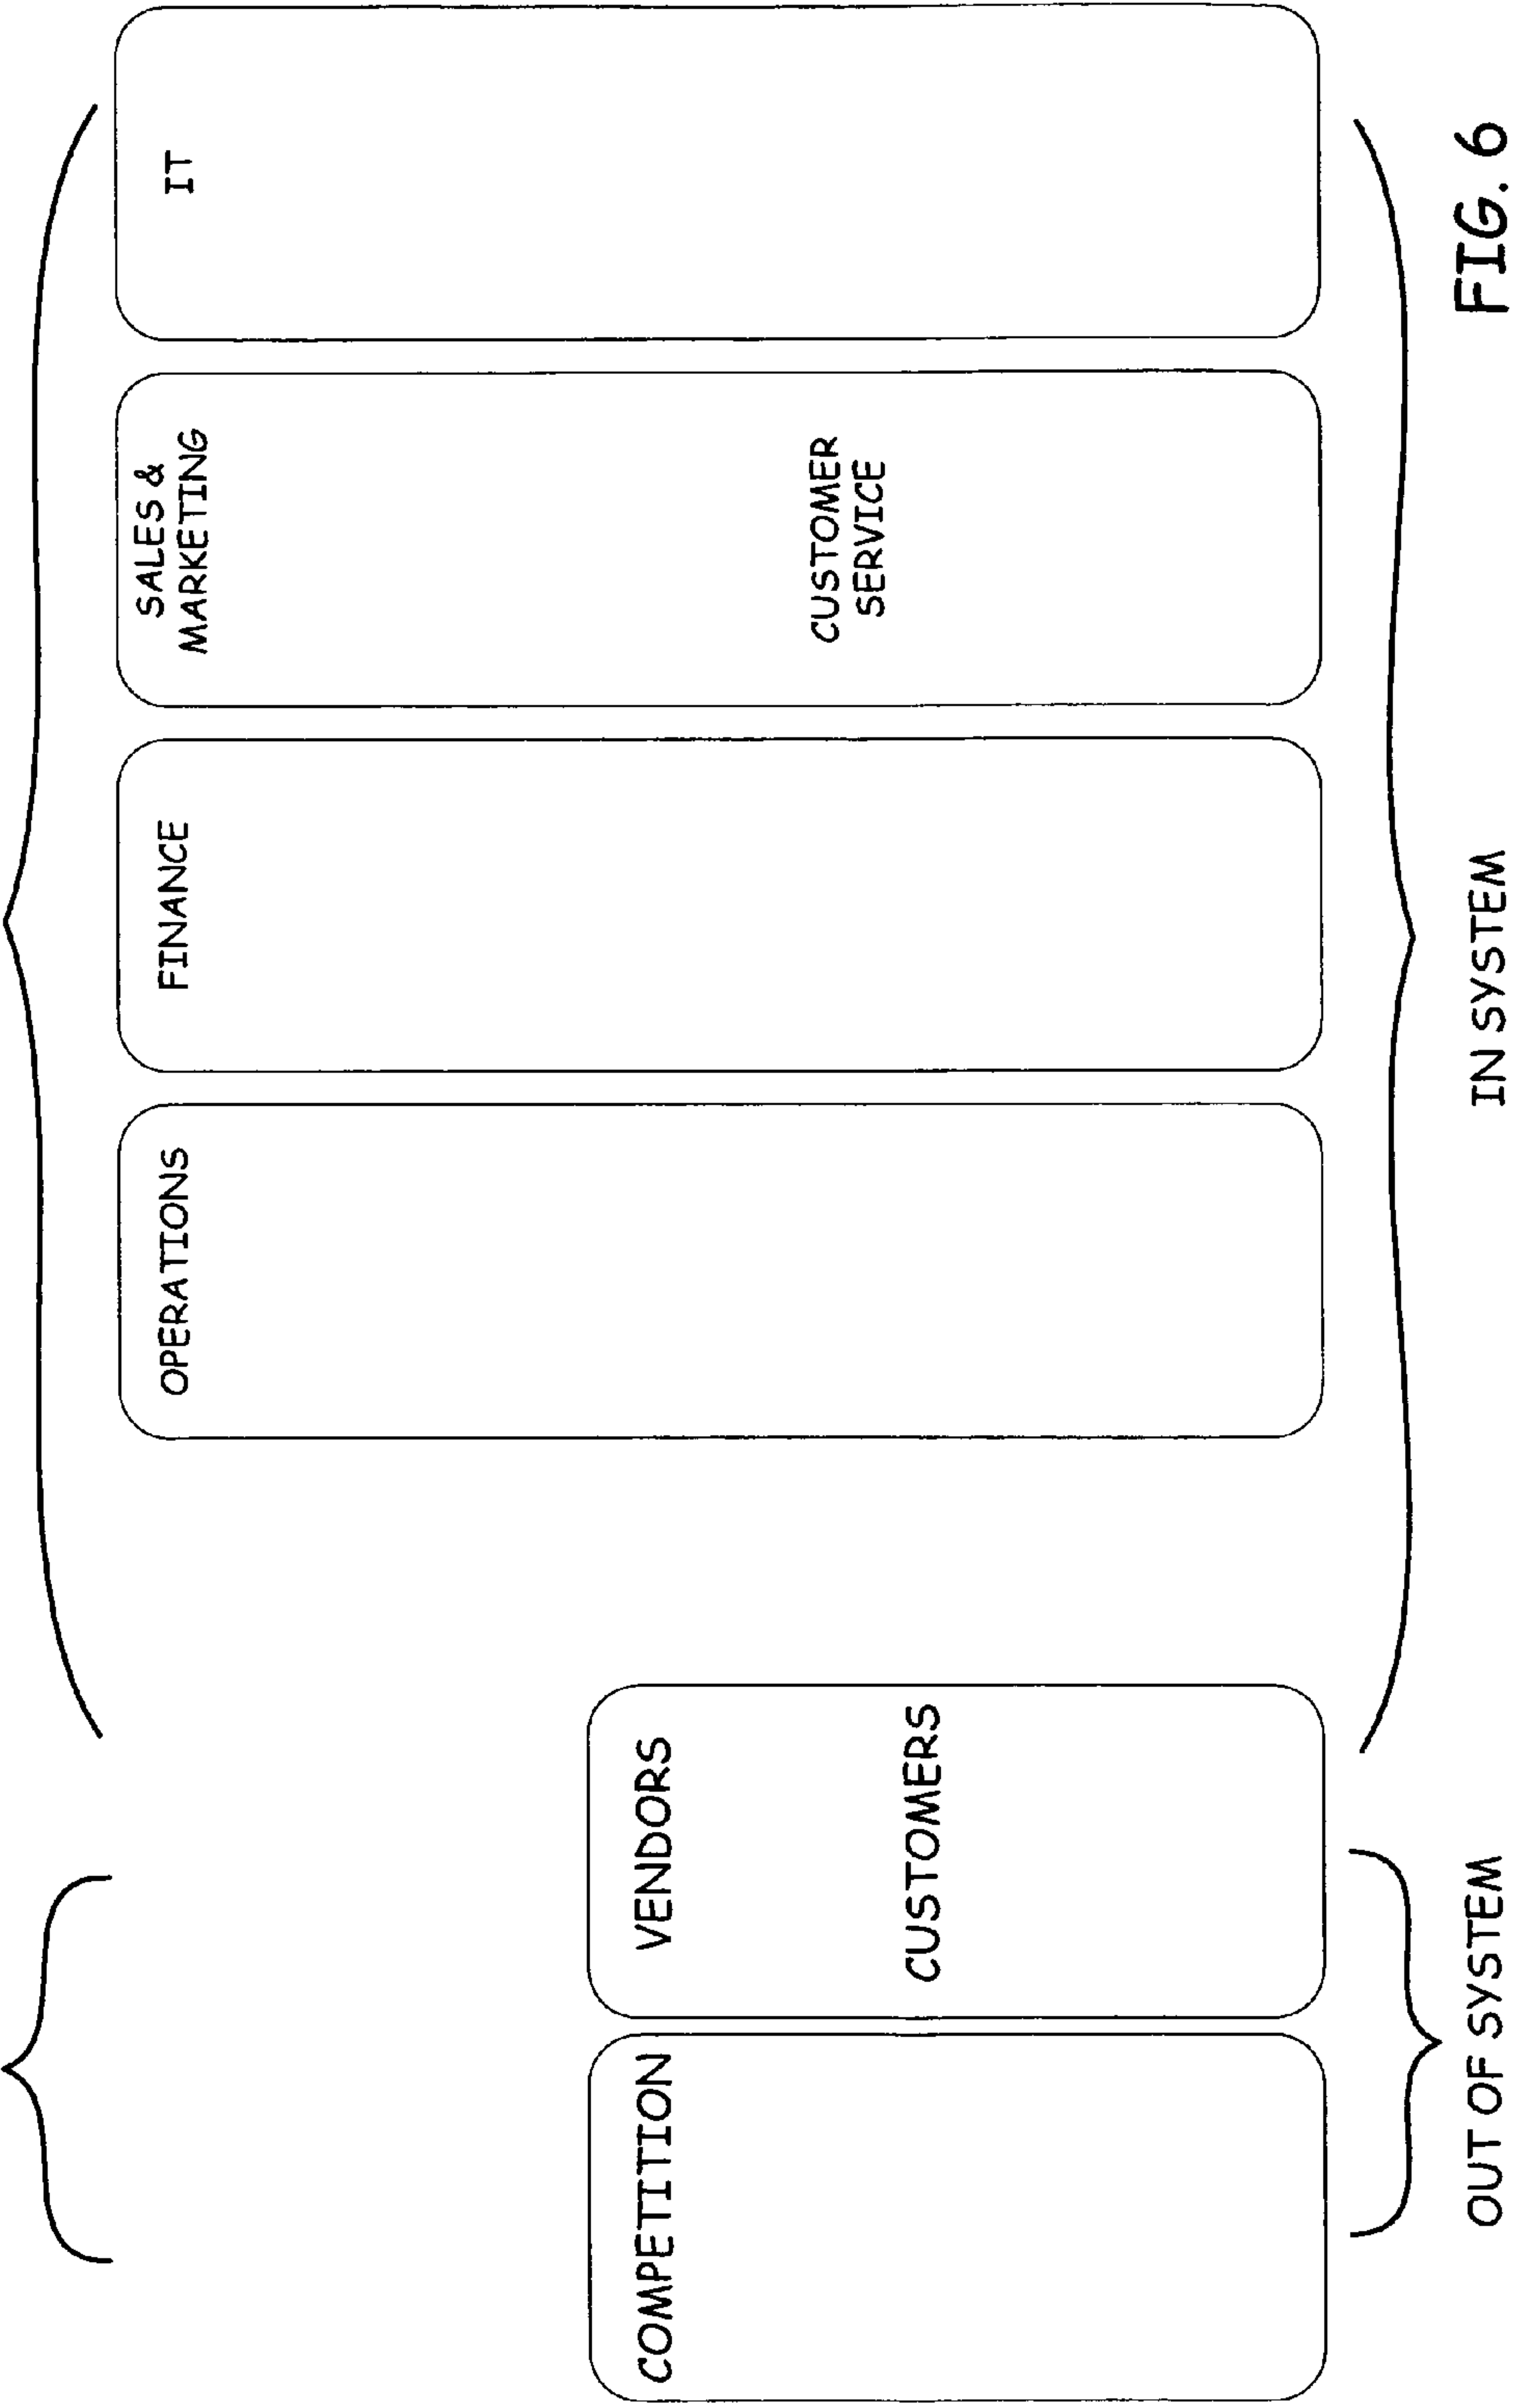 COMPETITION
VENDORS
CUSTOMERS
OPERATIONS
FINANCE
SALES &
MARKETING
CUSTOMER
SERVICE
IT
OUT OF SYSTEM
IN SYSTEM
FIG. 6